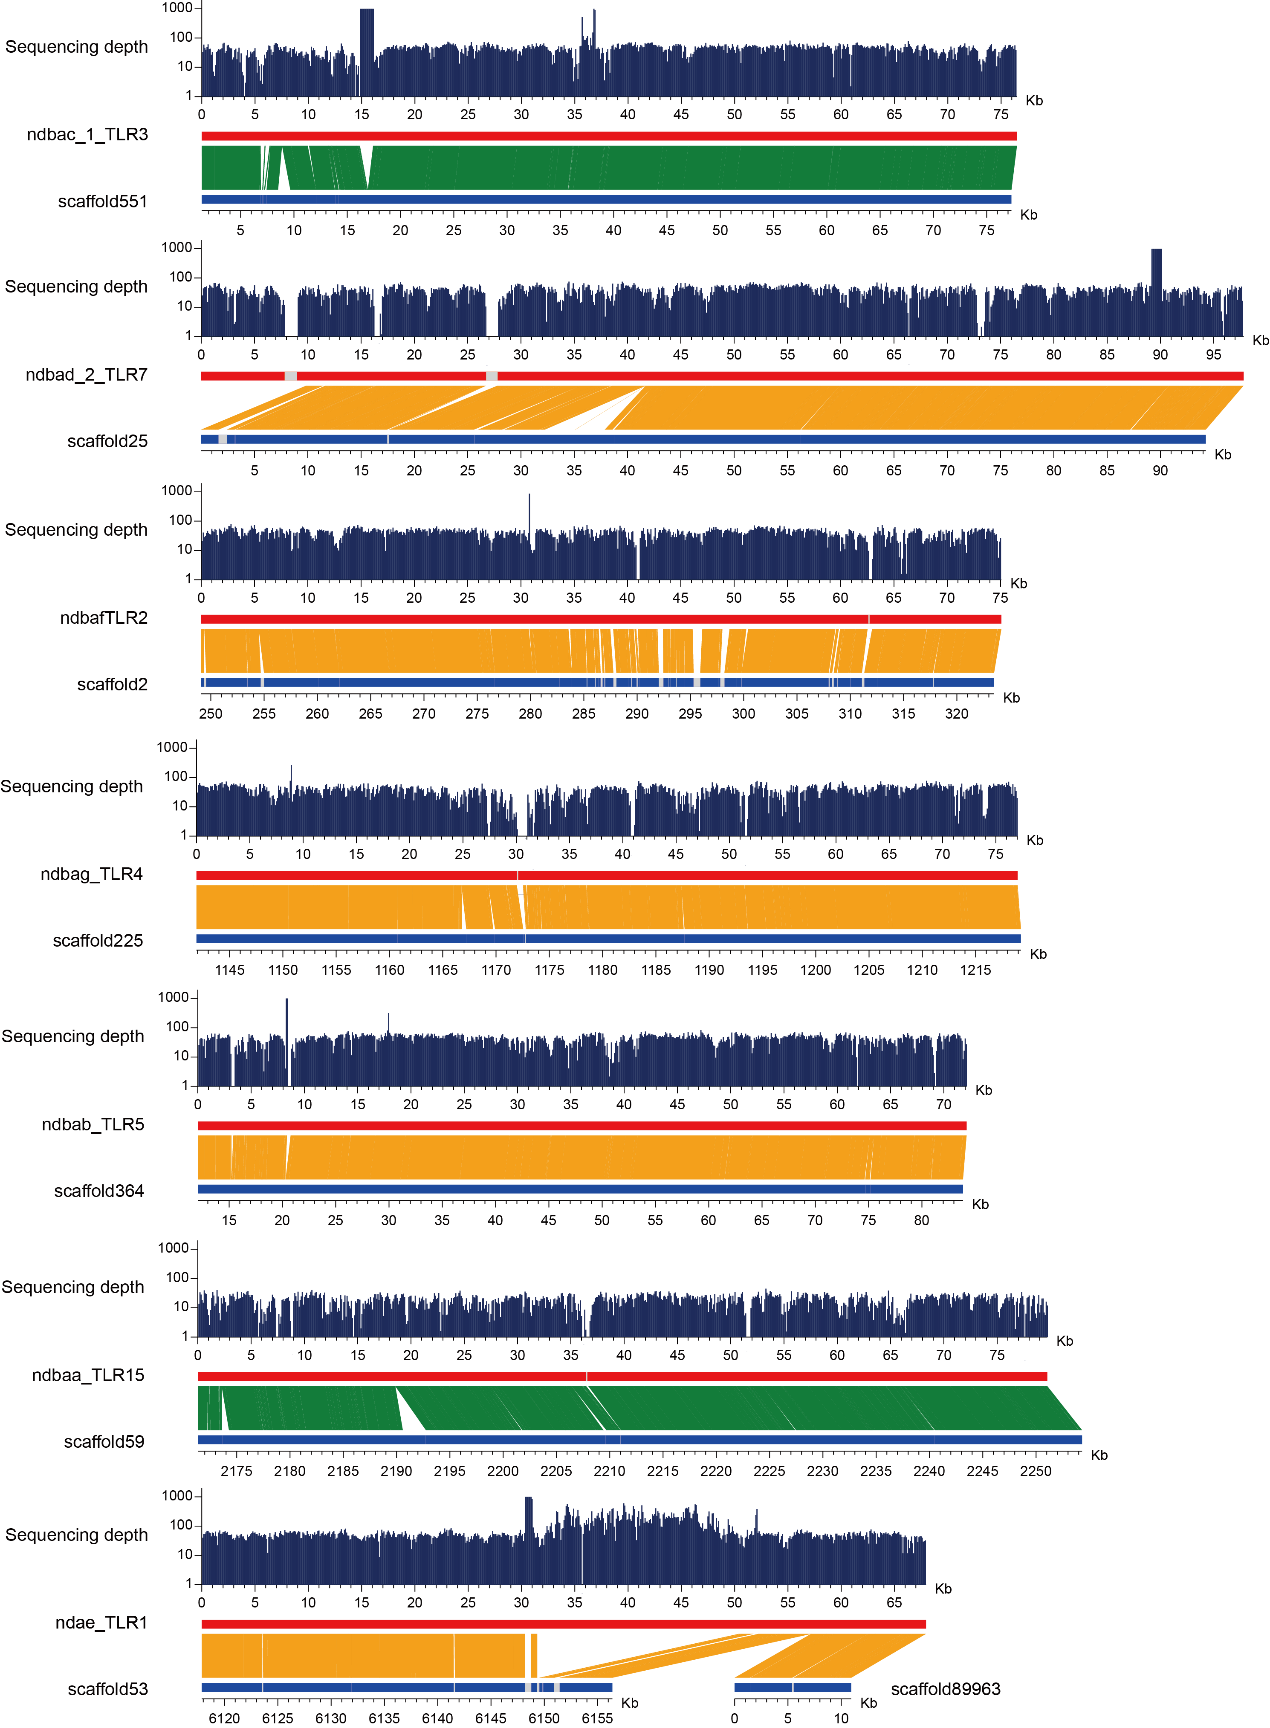 1000
Sequencing depth
100
10
1
0 5 10 15 20 25 30 35 40 45 50 55 60 65 70 75 Kb
ndbac_1_TLR3
scaffold551
5 10 15 20 25 30 35 40 45 50 55 60 65 70 75 Kb
1000
Sequencing depth
100
10
1
0 5 10 15 20 25 30 35 40 45 50 55 60 65 70 75 80 85 90 95 Kb
ndbad_2_TLR7
scaffold25
5 10 15 20 25 30 35 40 45 50 55 60 65 70 75 80 85 90 Kb
1000
Sequencing depth
100
10
1
0 5 10 15 20 25 30 35 40 45 50 55 60 65 70 75 Kb
ndbafTLR2
scaffold2
250 255 260 265 270 275 280 285 290 295 300 305 310 315 320 Kb
1000
Sequencing depth
100
10
1
0 5 10 15 20 25 30 35 40 45 50 55 60 65 70 75 Kb
ndbag_TLR4
scaffold225
1145 1150 1155 1160 1165 1170 1175 1180 1185 1190 1195 1200 1205 1210 1215 Kb
1000
Sequencing depth
100
10
1
0 5 10 15 20 25 30 35 40 45 50 55 60 65 70 Kb
ndbab_TLR5
scaffold364
15 20 25 30 35 40 45 50 55 60 65 70 75 80 Kb
1000
Sequencing depth
100
10
1
0 5 10 15 20 25 30 35 40 45 50 55 60 65 70 75 Kb
ndbaa_TLR15
scaffold59
2175 2180 2185 2190 2195 2200 2205 2210 2215 2220 2225 2230 2235 2240 2245 2250 Kb
1000
Sequencing depth
100
10
1
0 5 10 15 20 25 30 35 40 45 50 55 60 65 Kb
ndae_TLR1
scaffold53 scaffold89963
6120 6125 6130 6135 6140 6145 6150 6155 Kb 0 5 10 Kb